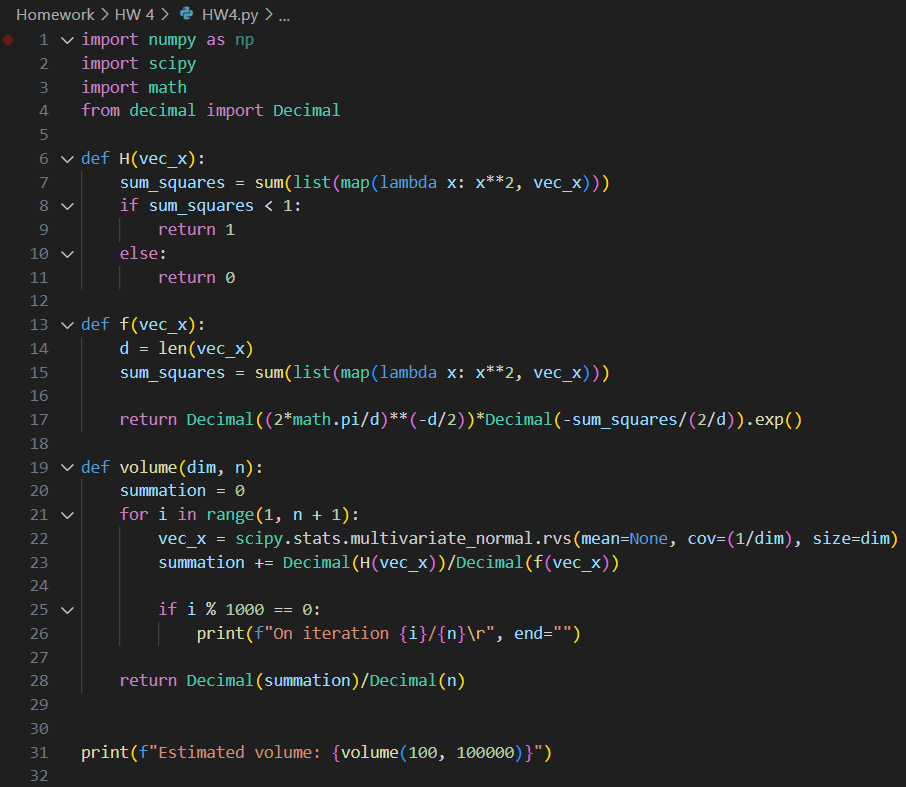 Homework > HW 4 > HW4.py > ...
1 import numpy as np
2 import scipy
3 import math
4 from decimal import Decimal
5
6 def H(vec_x):
7     sum_squares = sum(list(map(lambda x: x**2, vec_x)))
8     if sum_squares < 1:
9         return 1
10     else:
11         return 0
12
13 def f(vec_x):
14     d = len(vec_x)
15     sum_squares = sum(list(map(lambda x: x**2, vec_x)))
16
17     return Decimal((2*math.pi/d)**(-d/2))*Decimal(-sum_squares/(2/d)).exp()
18
19 def volume(dim, n):
20     summation = 0
21     for i in range(1, n + 1):
22         vec_x = scipy.stats.multivariate_normal.rvs(mean=None, cov=(1/dim), size=dim)
23         summation += Decimal(H(vec_x))/Decimal(f(vec_x))
24
25         if i % 1000 == 0:
26             print(f"On iteration {i}/{n}\r", end="")
27
28     return Decimal(summation)/Decimal(n)
29
30
31 print(f"Estimated volume: {volume(100, 100000)}")
32